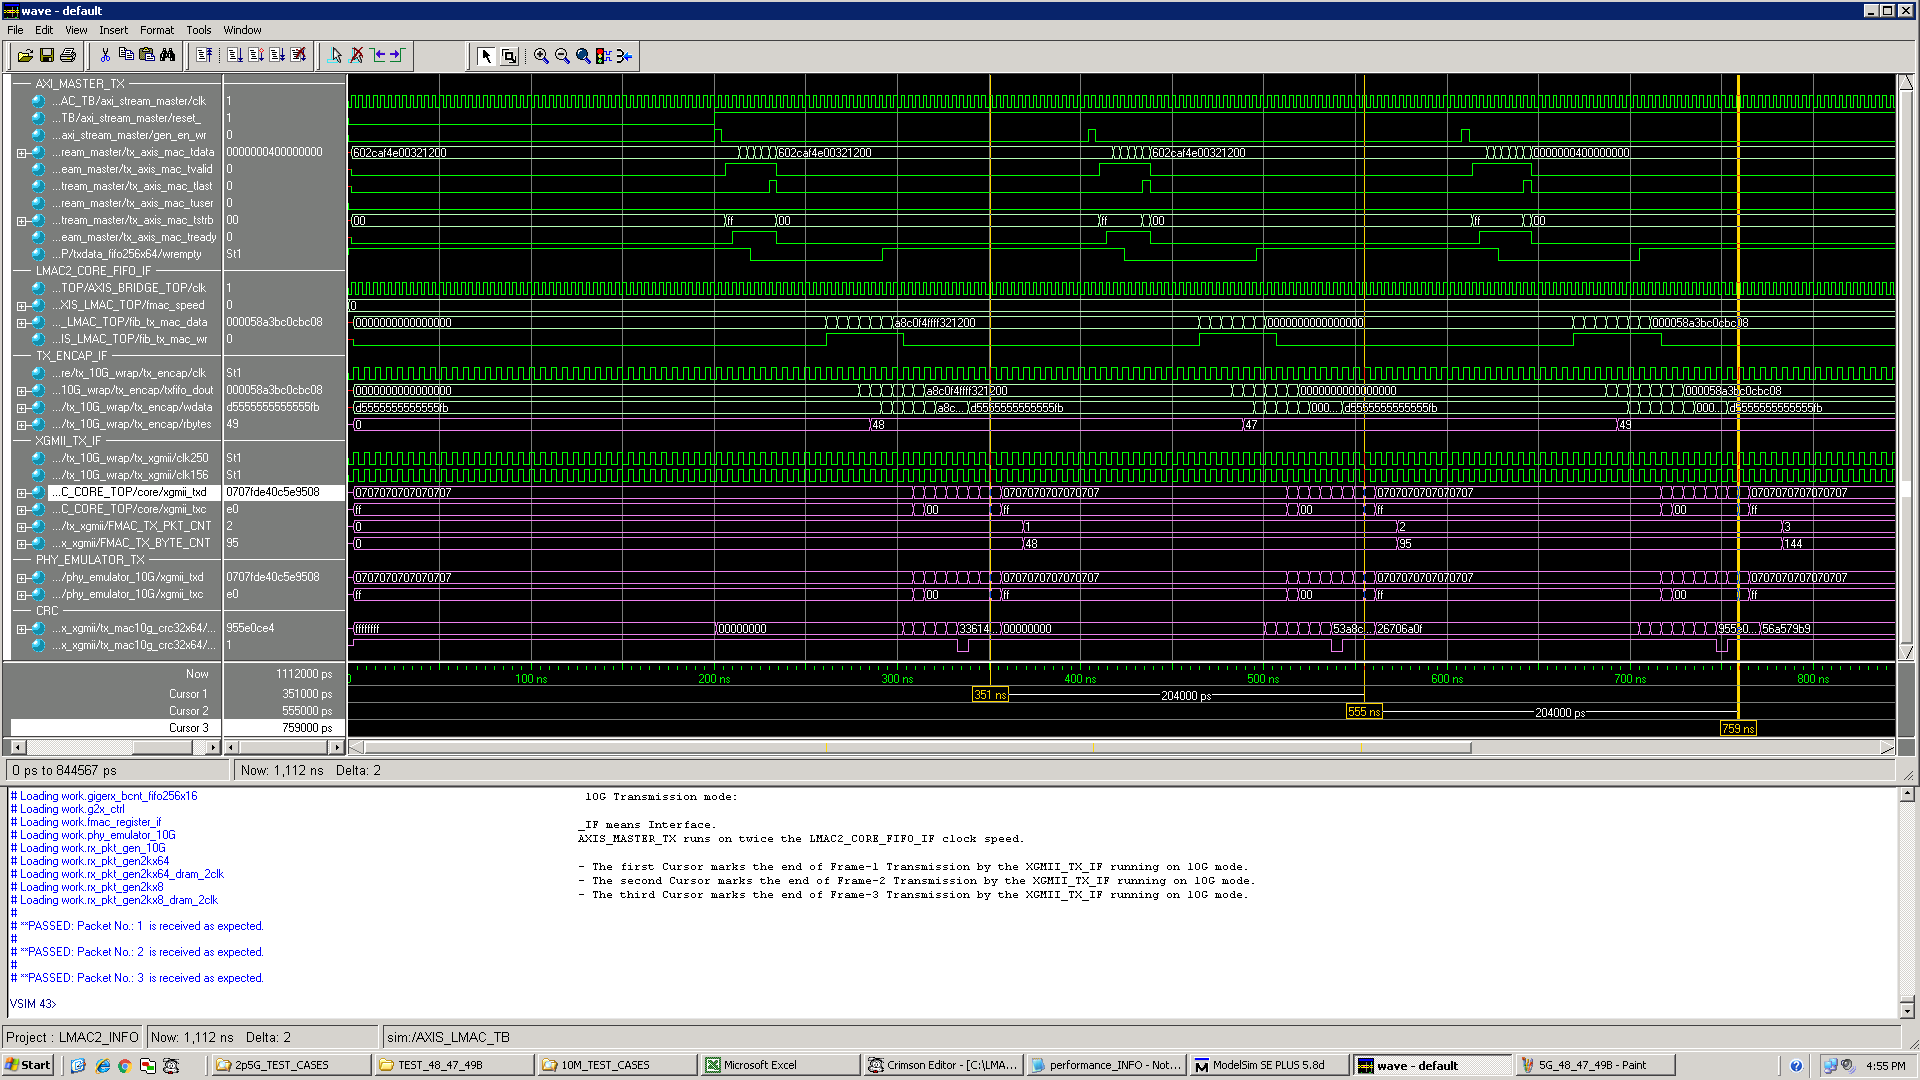 wave - default
File Edit View Insert Format Tools Window
AXI_MASTER_TX
...AC_TB/axi_stream_master/clk 1
...TB/axi_stream_master/reset_ 1
...axi_stream_master/gen_en_wr 0
...ream_master/tx_axis_mac_tdata 0000000400000000 602caf4e00321200 602caf4e00321200 602caf4e00321200 0000000400000000
...eam_master/tx_axis_mac_tvalid 0
...tream_master/tx_axis_mac_tlast 0
...ream_master/tx_axis_mac_tuser 0
...tream_master/tx_axis_mac_tstrb 00 00 ff 00 ff 00 ff 00
...eam_master/tx_axis_mac_tready 0
...P/txdata_fifo256x64/wrempty St1
LMAC2_CORE_FIFO_IF
...TOP/AXIS_BRIDGE_TOP/clk 1
...XIS_LMAC_TOP/fmac_speed 0 0
..._LMAC_TOP/fib_tx_mac_data 000058a3bc0cbc08 0000000000000000 a8c0f4ffff321200 0000000000000000 000058a3bc0cbc08
...IS_LMAC_TOP/fib_tx_mac_wr 0
TX_ENCAP_IF
...re/tx_10G_wrap/tx_encap/clk St1
...10G_wrap/tx_encap/txfifo_dout 000058a3bc0cbc08 0000000000000000 a8c0f4ffff321200 0000000000000000 000058a3bc0cbc08
.../tx_10G_wrap/tx_encap/wdata d5555555555555fb d5555555555555fb a8c... d5555555555555fb 000... d5555555555555fb 000... d5555555555555fb
.../tx_10G_wrap/tx_encap/rbytes 49 0 48 47 49
XGMII_TX_IF
.../tx_10G_wrap/tx_xgmii/clk250 St1
.../tx_10G_wrap/tx_xgmii/clk156 St1
...C_CORE_TOP/core/xgmii_txd 0707fde40c5e9508 0707070707070707 0707070707070707 0707070707070707 0707070707070707
...C_CORE_TOP/core/xgmii_txc e0 ff 00 ff 00 ff 00 ff
.../tx_xgmii/FMAC_TX_PKT_CNT 2 0 1 2 3
...x_xgmii/FMAC_TX_BYTE_CNT 95 0 48 95 144
PHY_EMULATOR_TX
.../phy_emulator_10G/xgmii_txd 0707fde40c5e9508 0707070707070707 0707070707070707 0707070707070707 0707070707070707
.../phy_emulator_10G/xgmii_txc e0 ff 00 ff 00 ff 00 ff
CRC
...x_xgmii/tx_mac10g_crc32x64/... 955e0ce4 ffffffff 00000000 33614... 00000000 53a8c... 26706a0f 56a579b9
...x_xgmii/tx_mac10g_crc32x64/... 1
Now 1112000 ps 0 100 ns 200 ns 300 ns 400 ns 500 ns 600 ns 700 ns 800 ns
Cursor 1 351000 ps 351 ns 204000 ps
Cursor 2 555000 ps 555 ns 204000 ps
Cursor 3 759000 ps 759 ns
0 ps to 844567 ps Now: 1,112 ns Delta: 2
# Loading work.gigerx_bcnt_fifo256x16
# Loading work.g2x_ctrl
# Loading work.fmac_register_if
# Loading work.phy_emulator_10G
# Loading work.rx_pkt_gen_10G
# Loading work.rx_pkt_gen2kx64
# Loading work.rx_pkt_gen2kx64_dram_2clk
# Loading work.rx_pkt_gen2kx8
# Loading work.rx_pkt_gen2kx8_dram_2clk
#
# **PASSED: Packet No.: 1 is received as expected.
#
# **PASSED: Packet No.: 2 is received as expected.
#
# **PASSED: Packet No.: 3 is received as expected.
VSIM 43>
10G Transmission mode:
_IF means Interface.
AXIS_MASTER_TX runs on twice the LMAC2_CORE_FIFO_IF clock speed.
- The first Cursor marks the end of Frame-1 Transmission by the XGMII_TX_IF running on 10G mode.
- The second Cursor marks the end of Frame-2 Transmission by the XGMII_TX_IF running on 10G mode.
- The third Cursor marks the end of Frame-3 Transmission by the XGMII_TX_IF running on 10G mode.
Project : LMAC2_INFO Now: 1,112 ns Delta: 2 sim:/AXIS_LMAC_TB
Start 2p5G_TEST_CASES TEST_48_47_49B 10M_TEST_CASES Microsoft Excel Crimson Editor - [C:\LMA... performance_INFO - Not... ModelSim SE PLUS 5.8d wave - default 5G_48_47_49B - Paint 4:55 PM